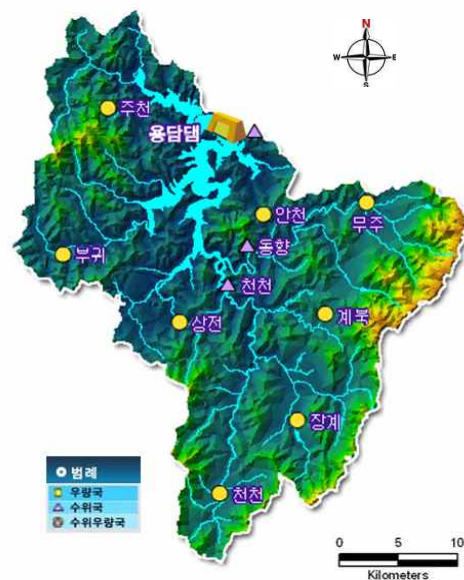 N
W
E
S
주천
용담댐
안천
무주
동향
부귀
천천
계북
상전
장계
천천
범례
우량국
수위국
수위우량국
0 5 10
Kilometers